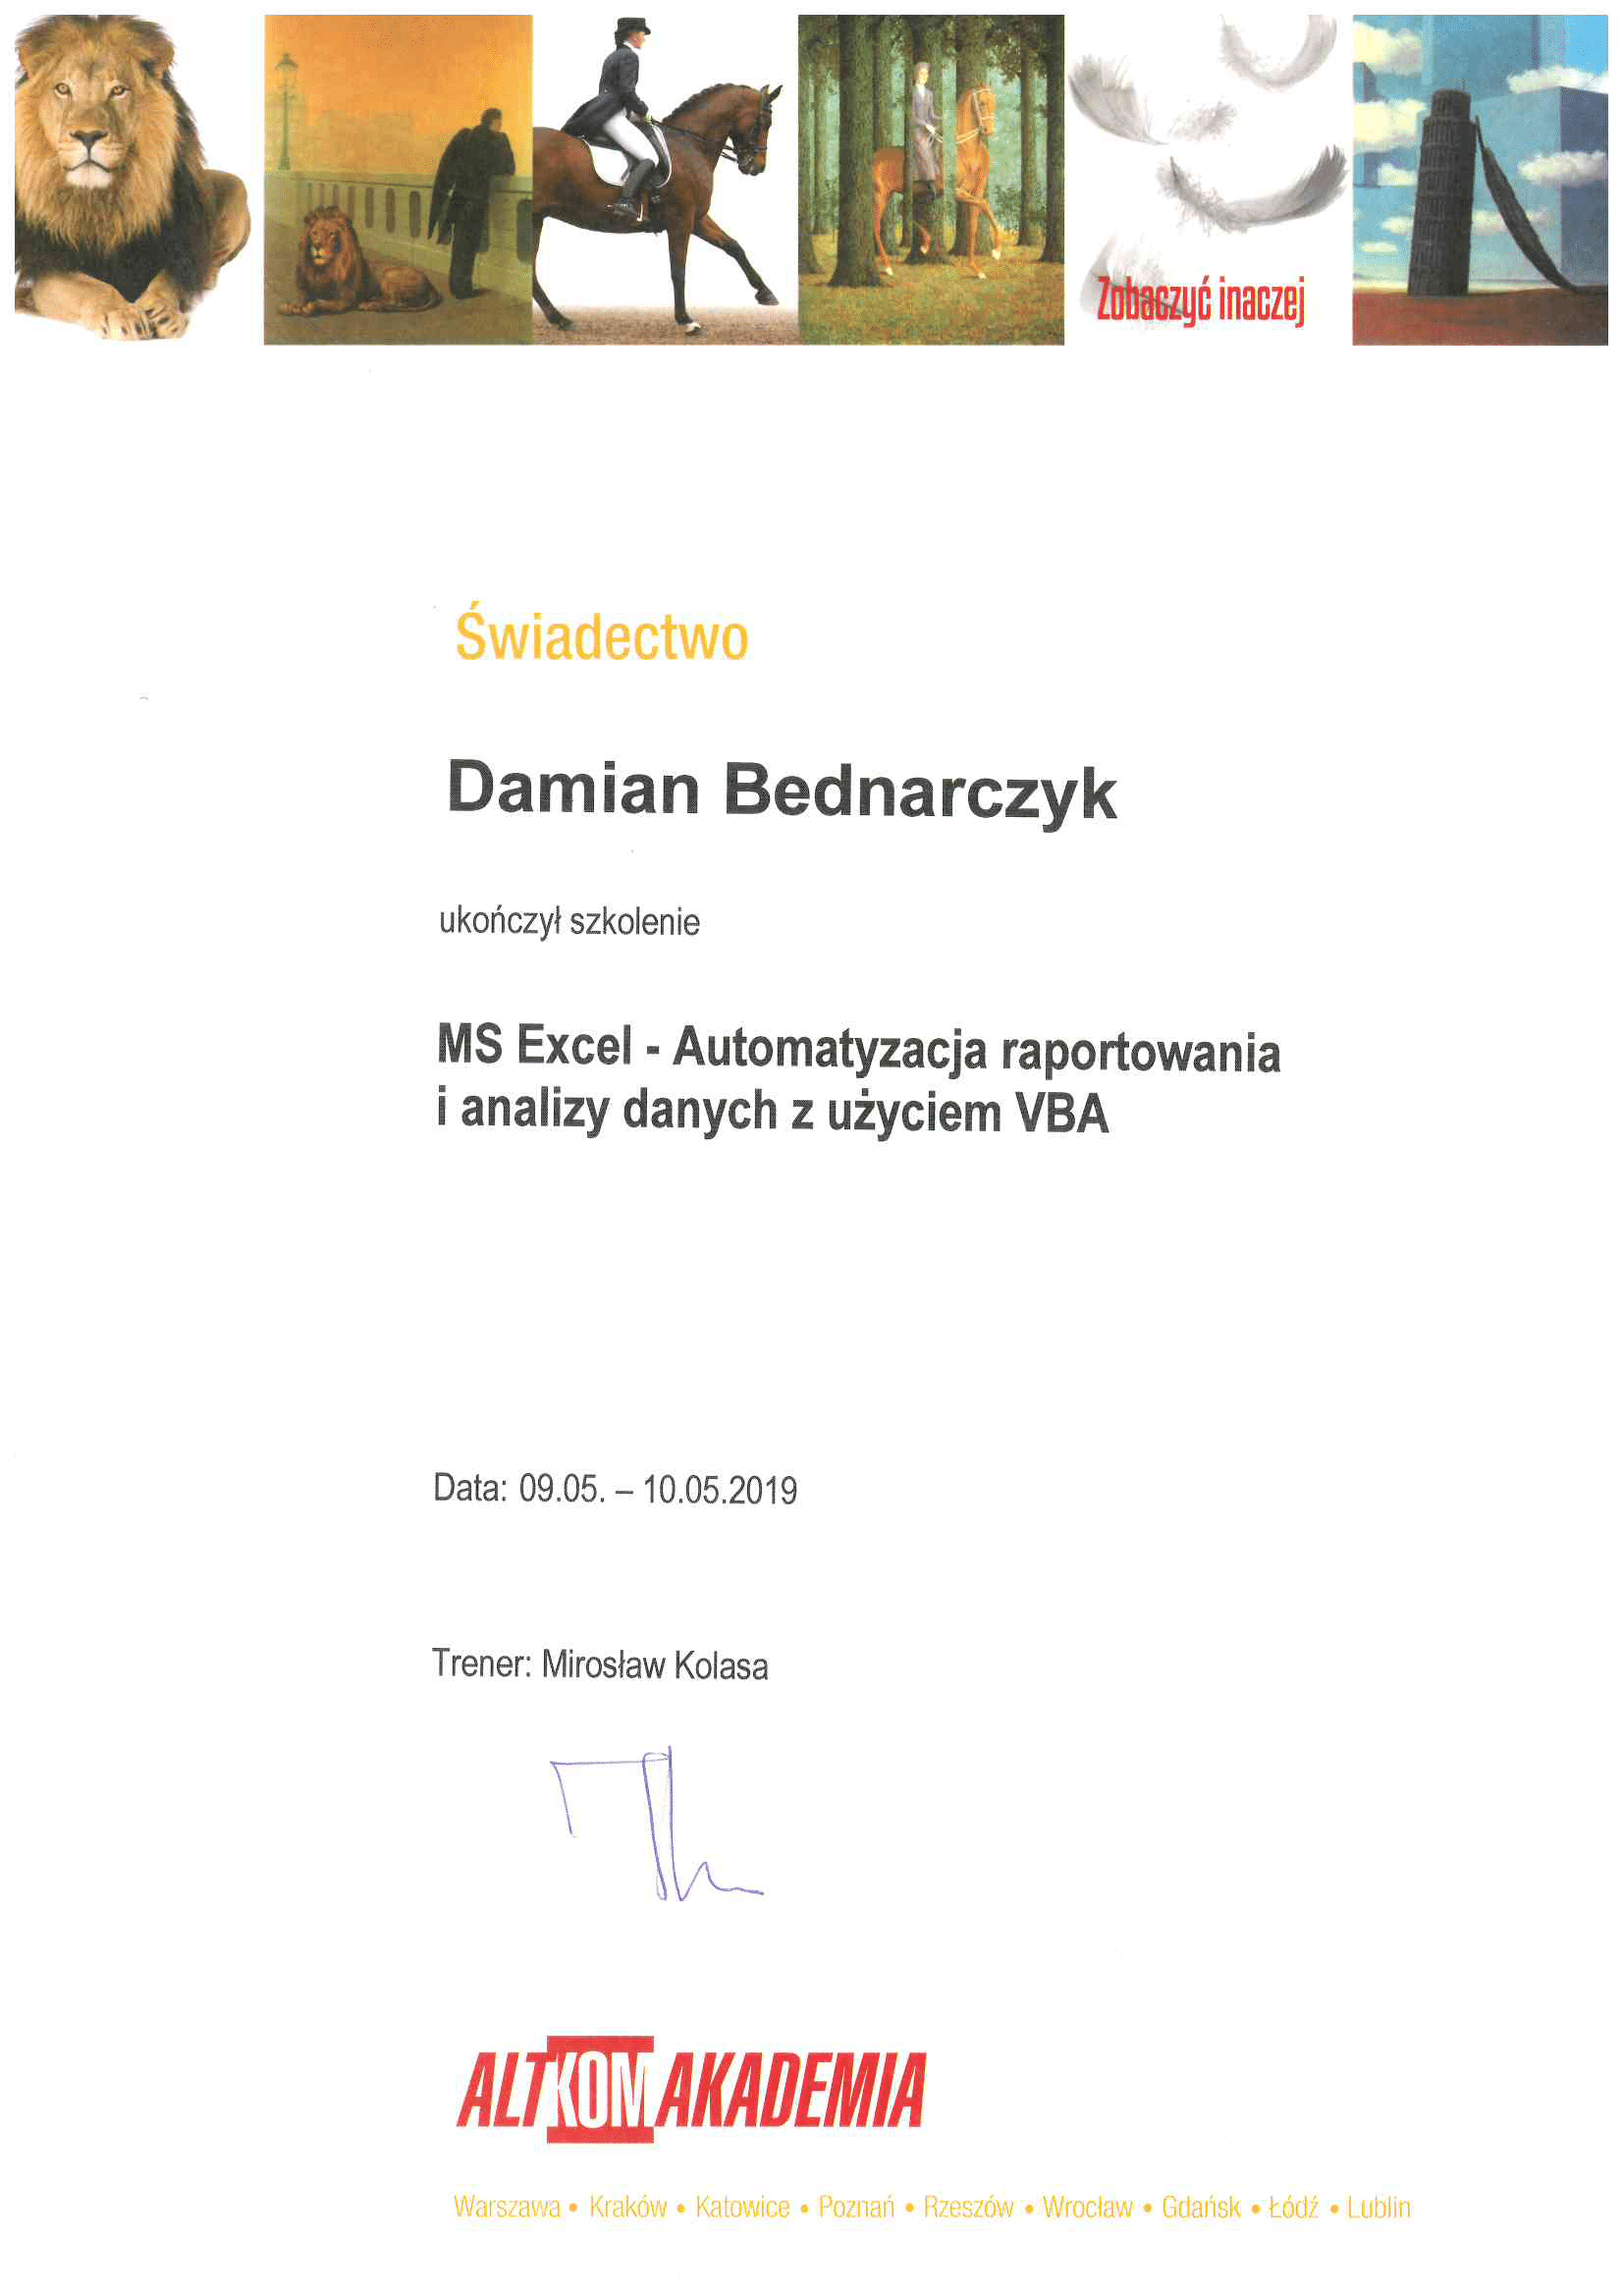 Zobaczyć inaczej
Świadectwo
Damian Bednarczyk
ukończył szkolenie
MS Excel - Automatyzacja raportowania
i analizy danych z użyciem VBA
Data: 09.05. – 10.05.2019
Trener: Mirosław Kolasa
ALTKOM AKADEMIA
Warszawa • Kraków • Katowice • Poznań • Rzeszów • Wrocław • Gdańsk • Łódź • Lublin